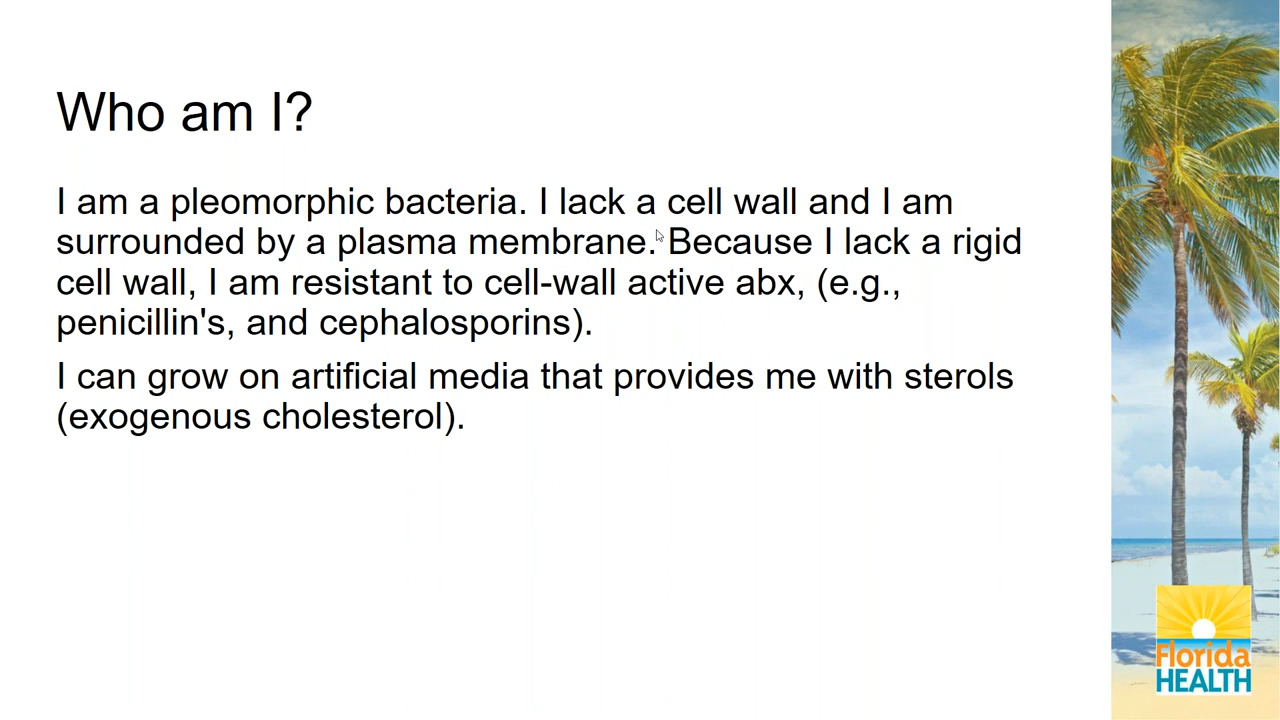 Who am I?
I am a pleomorphic bacteria. I lack a cell wall and I am
surrounded by a plasma membrane. Because I lack a rigid
cell wall, I am resistant to cell-wall active abx, (e.g.,
penicillin's, and cephalosporins).
I can grow on artificial media that provides me with sterols
(exogenous cholesterol).
Florida
HEALTH